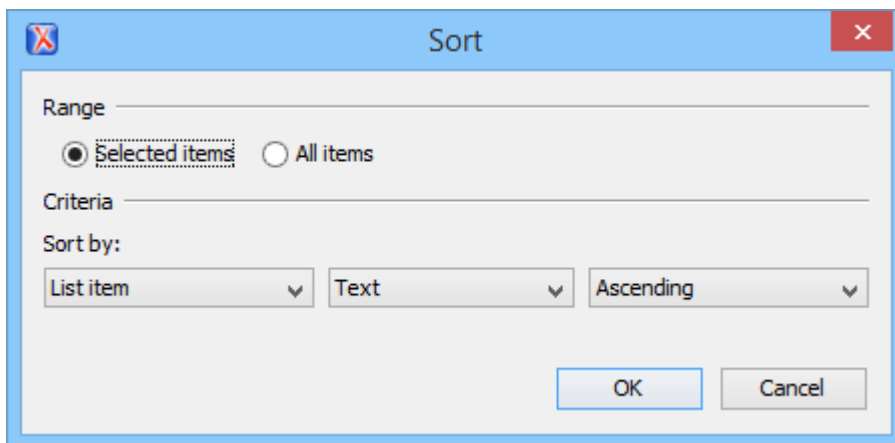 Sort
Range
Selected items All items
Criteria
Sort by:
List item Text Ascending
OK Cancel